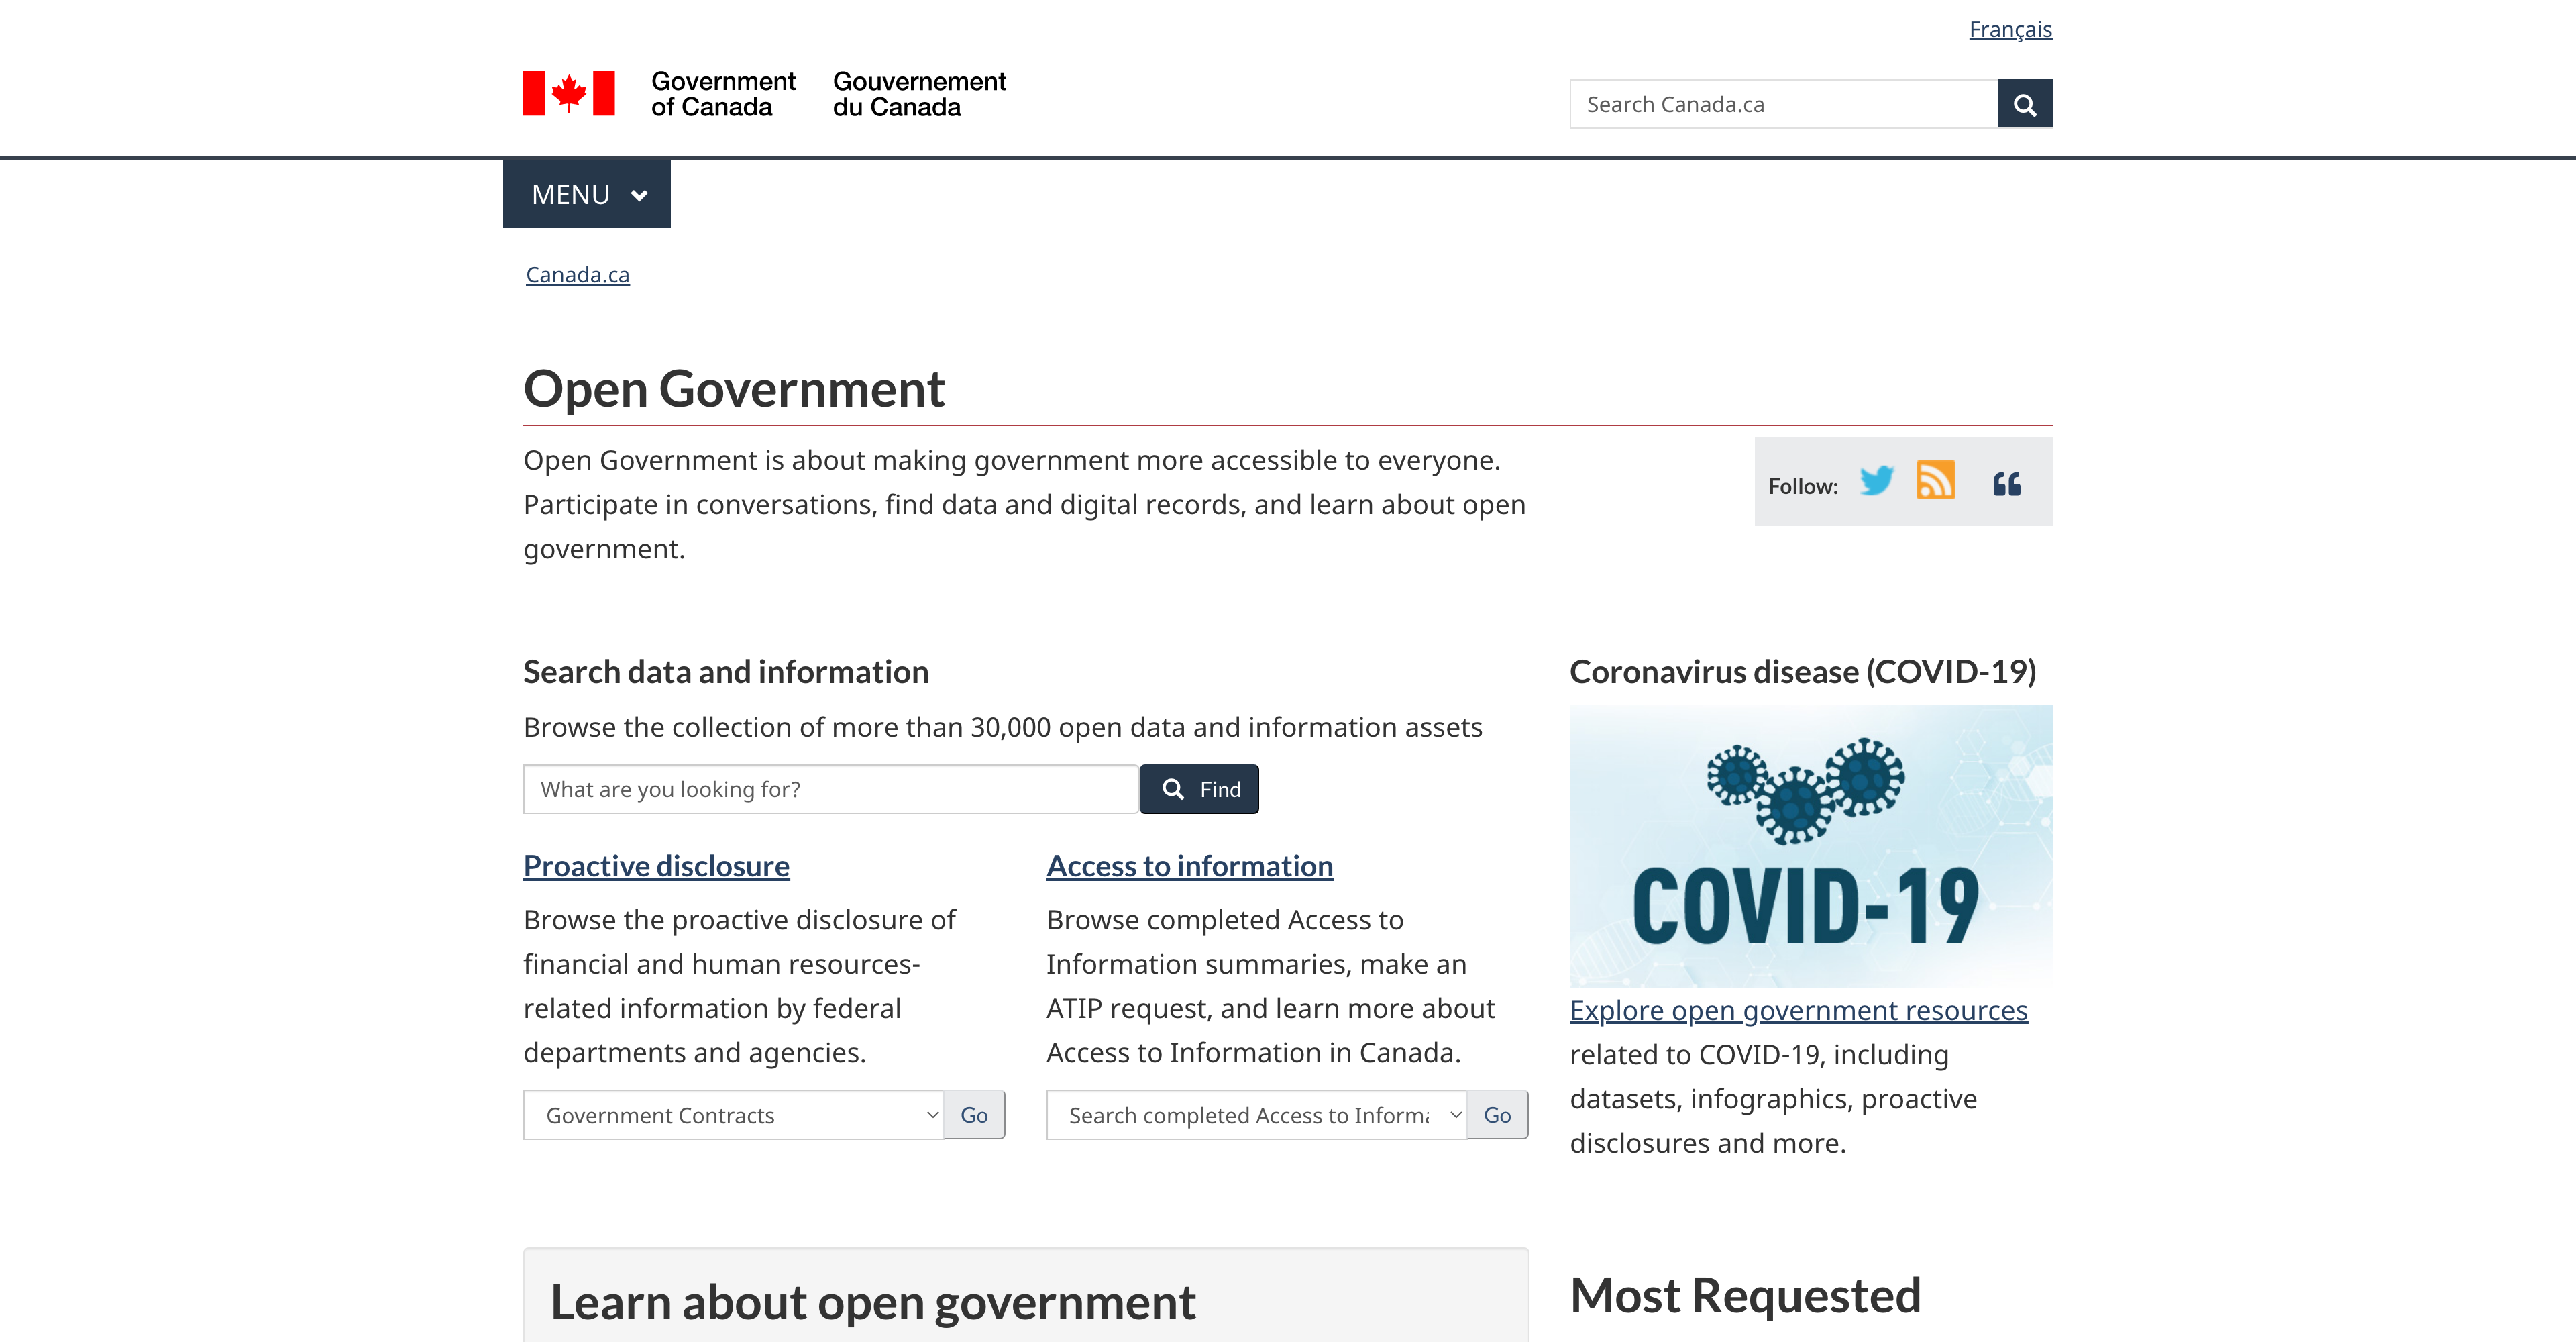 Français
Government
of Canada
Gouvernement
du Canada
Search Canada.ca
MENU
Canada.ca
Open Government
Open Government is about making government more accessible to everyone.
Participate in conversations, find data and digital records, and learn about open
government.
Follow:
Search data and information
Browse the collection of more than 30,000 open data and information assets
What are you looking for?
Find
Proactive disclosure
Browse the proactive disclosure of
financial and human resources-
related information by federal
departments and agencies.
Government Contracts
Go
Access to information
Browse completed Access to
Information summaries, make an
ATIP request, and learn more about
Access to Information in Canada.
Search completed Access to
Go
Coronavirus disease (COVID-19)
COVID-19
Explore open government resources
related to COVID-19, including
datasets, infographics, proactive
disclosures and more.
Learn about open government
Most Requested